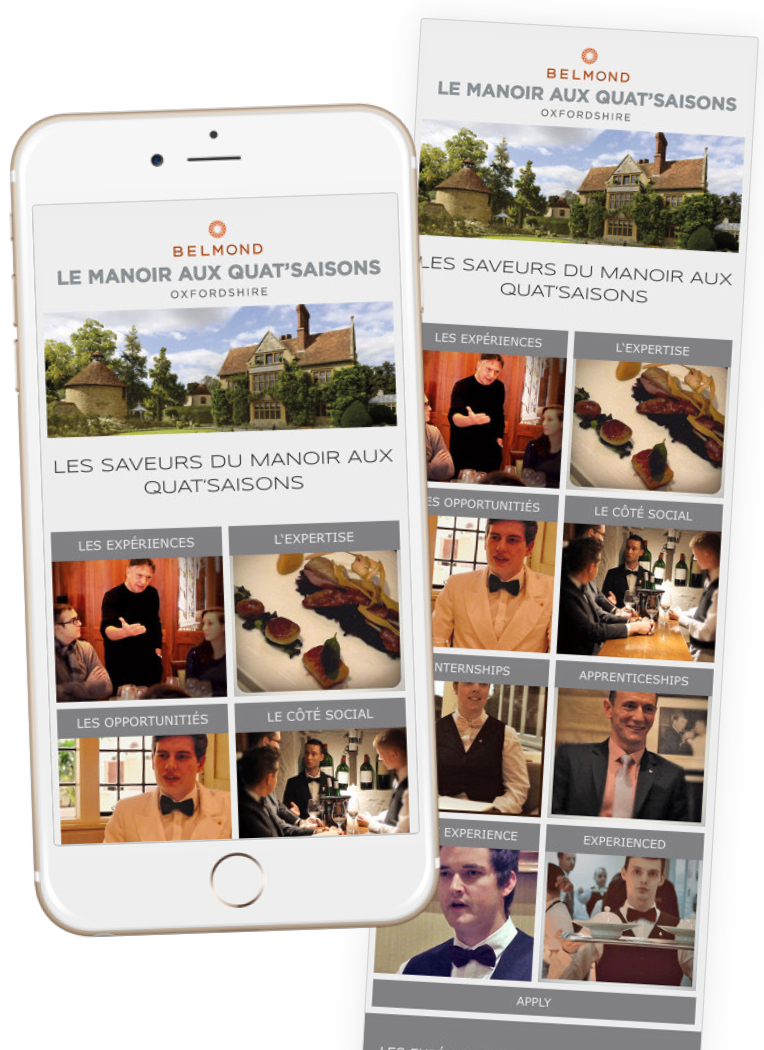 BELMOND
LE MANOIR AUX QUAT'SAISONS
OXFORDSHIRE
LES SAVEURS DU MANOIR AUX
QUAT'SAISONS
LES EXPÉRIENCES
L'EXPERTISE
LES OPPORTUNITIÉS
LE CÔTÉ SOCIAL
BELMOND
LE MANOIR AUX QUAT'SAISONS
OXFORDSHIRE
LES SAVEURS DU MANOIR AUX
QUAT'SAISONS
LES EXPÉRIENCES
L'EXPERTISE
ES OPPORTUNITIÉS
LE CÔTÉ SOCIAL
NTERNSHIPS
APPRENTICESHIPS
EXPERIENCE
EXPERIENCED
APPLY